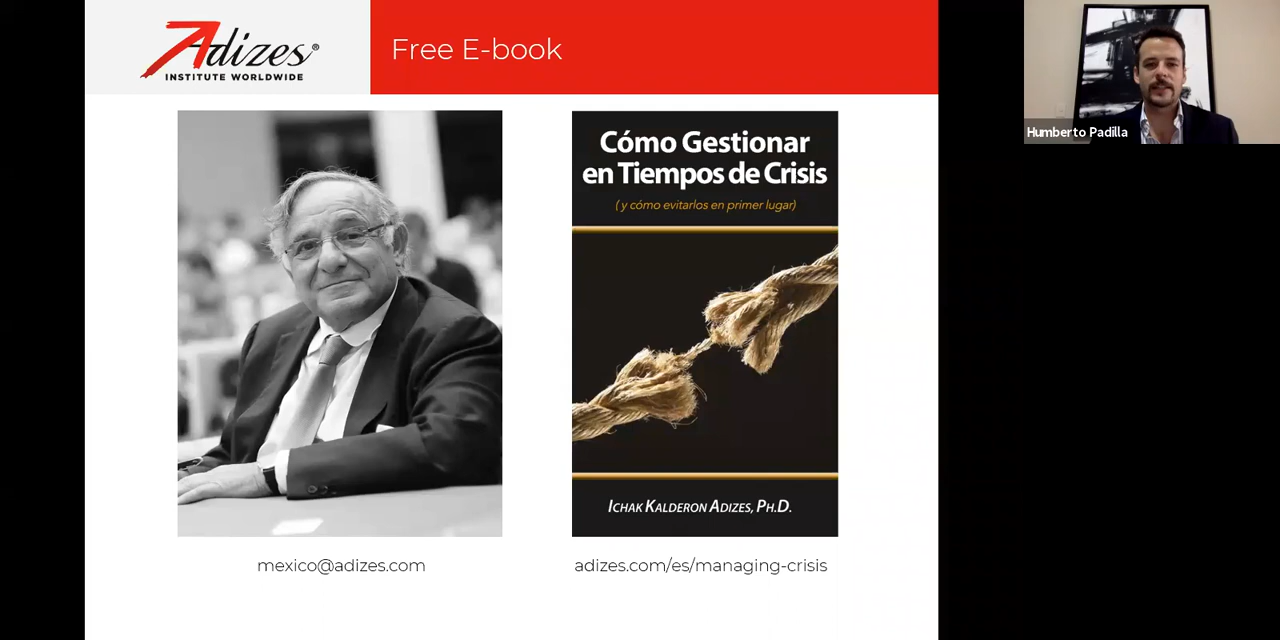 Adizes®
INSTITUTE WORLDWIDE
Free E-book
Humberto Padilla
Cómo Gestionar
en Tiempos de Crisis
( y cómo evitarlos en primer lugar)
ICHAK KALDERON ADIZES, PH.D.
mexico@adizes.com
adizes.com/es/managing-crisis